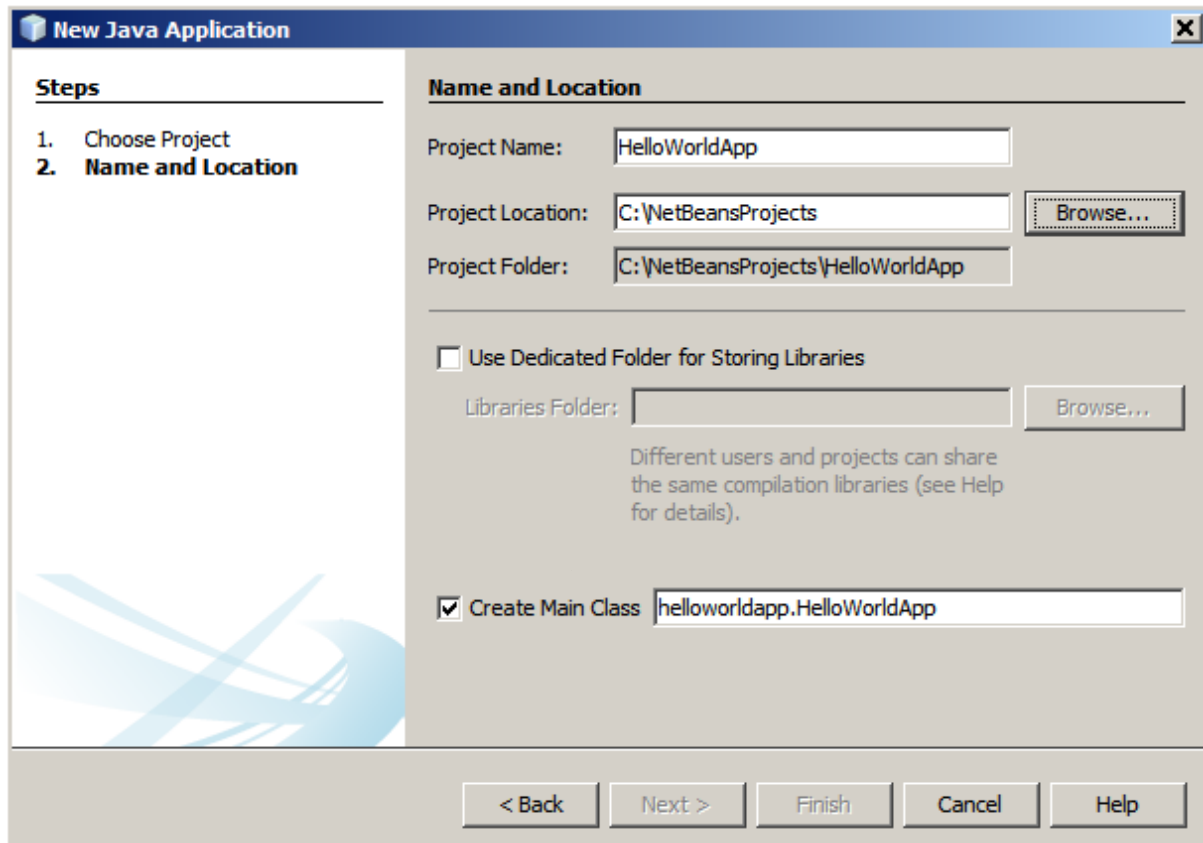 New Java Application
Steps
1. Choose Project
2. Name and Location
Name and Location
Project Name: HelloWorldApp
Project Location: C:\NetBeansProjects Browse...
Project Folder: C:\NetBeansProjects\HelloWorldApp
Use Dedicated Folder for Storing Libraries
Libraries Folder: Browse...
Different users and projects can share
the same compilation libraries (see Help
for details).
Create Main Class helloworldapp.HelloWorldApp
< Back Next > Finish Cancel Help